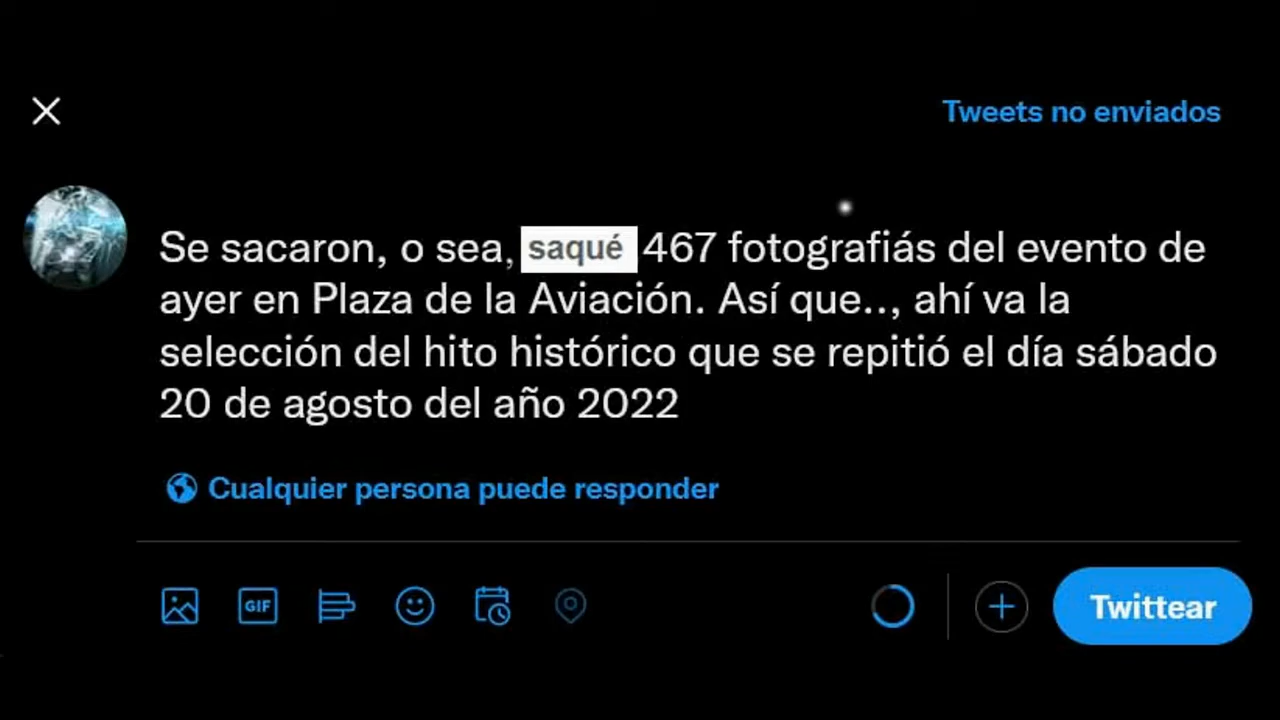 Tweets no enviados
Se sacaron, o sea, saqué 467 fotografiás del evento de
ayer en Plaza de la Aviación. Así que.., ahí va la
selección del hito histórico que se repitió el día sábado
20 de agosto del año 2022
Cualquier persona puede responder
GIF
Twittear